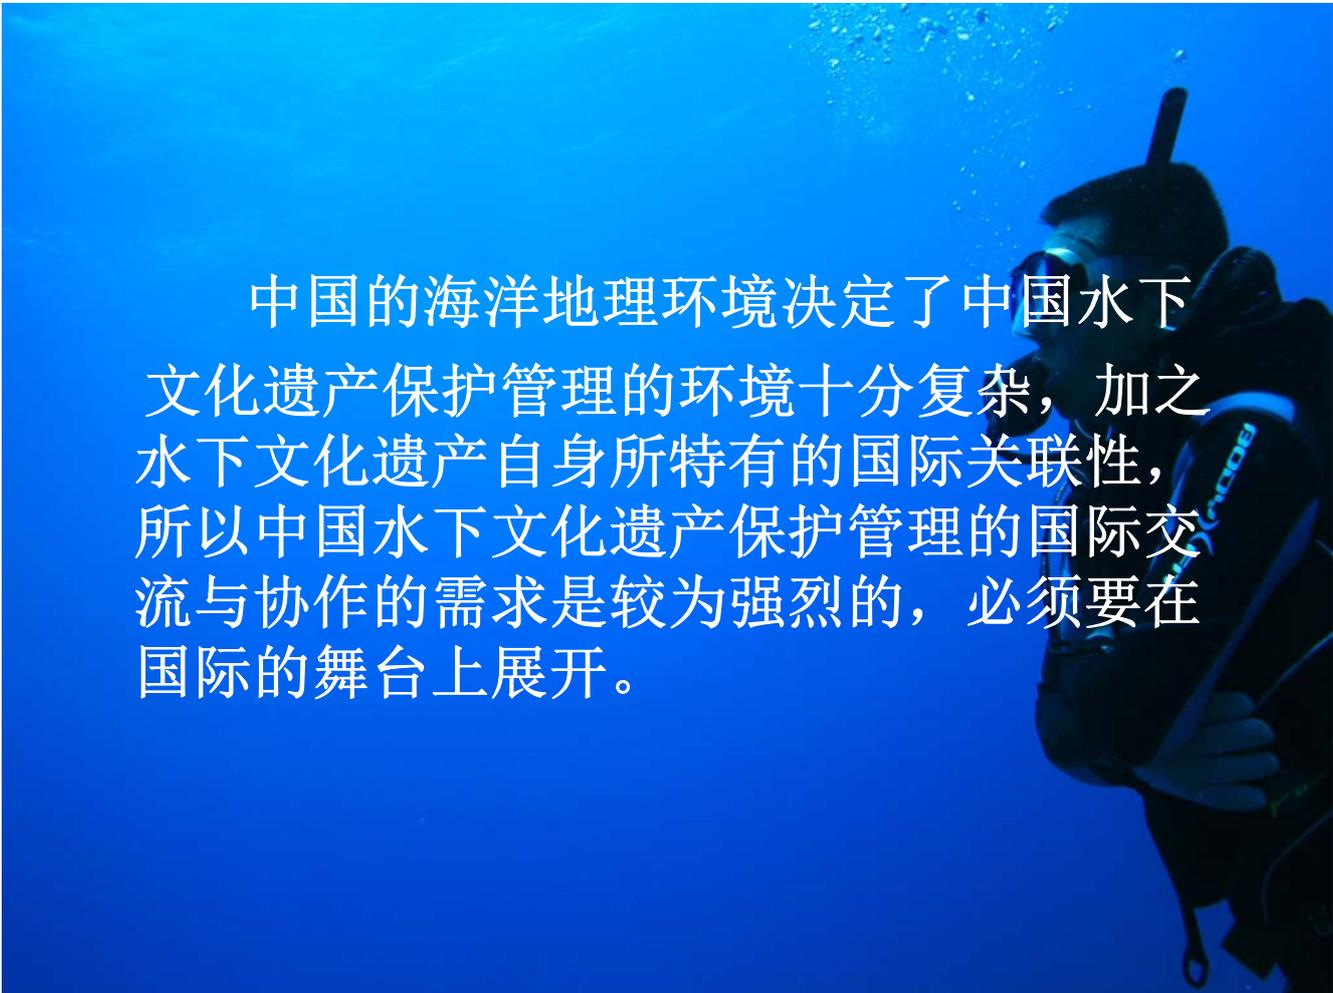 中国的海洋地理环境决定了中国水下
文化遗产保护管理的环境十分复杂，加之
水下文化遗产自身所特有的国际关联性，
所以中国水下文化遗产保护管理的国际交
流与协作的需求是较为强烈的，必须要在
国际的舞台上展开。